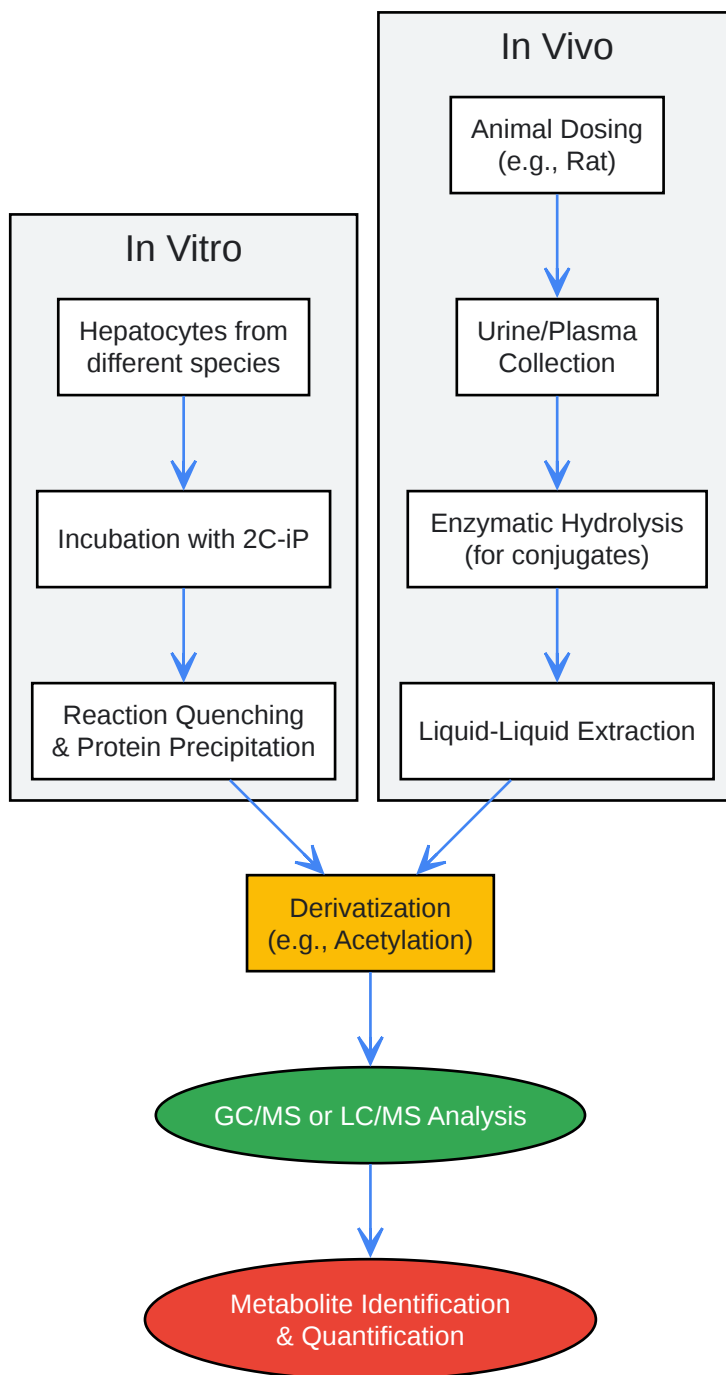 In Vivo
Animal Dosing
(e.g., Rat)
Urine/Plasma
Collection
Enzymatic Hydrolysis
(for conjugates)
Liquid-Liquid Extraction
In Vitro
Hepatocytes from
different species
Incubation with 2C-iP
Reaction Quenching
& Protein Precipitation
Derivatization
(e.g., Acetylation)
GC/MS or LC/MS Analysis
Metabolite Identification
& Quantification